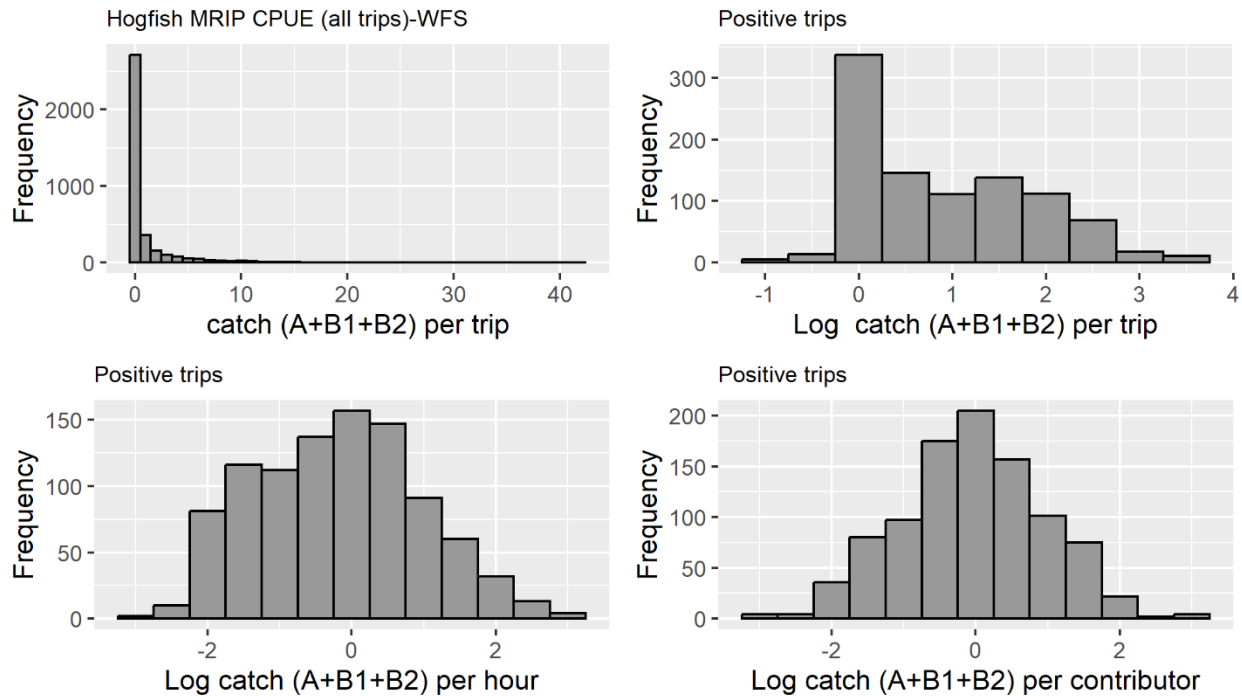 Hogfish MRIP CPUE (all trips)-WFS
Frequency
2000
1000
0
0 10 20 30 40
catch (A+B1+B2) per trip
Positive trips
Frequency
300
200
100
0
-1 0 1 2 3 4
Log catch (A+B1+B2) per trip
Positive trips
Frequency
150
100
50
0
-2 0 2
Log catch (A+B1+B2) per hour
Positive trips
Frequency
200
150
100
50
0
-2 0 2
Log catch (A+B1+B2) per contributor